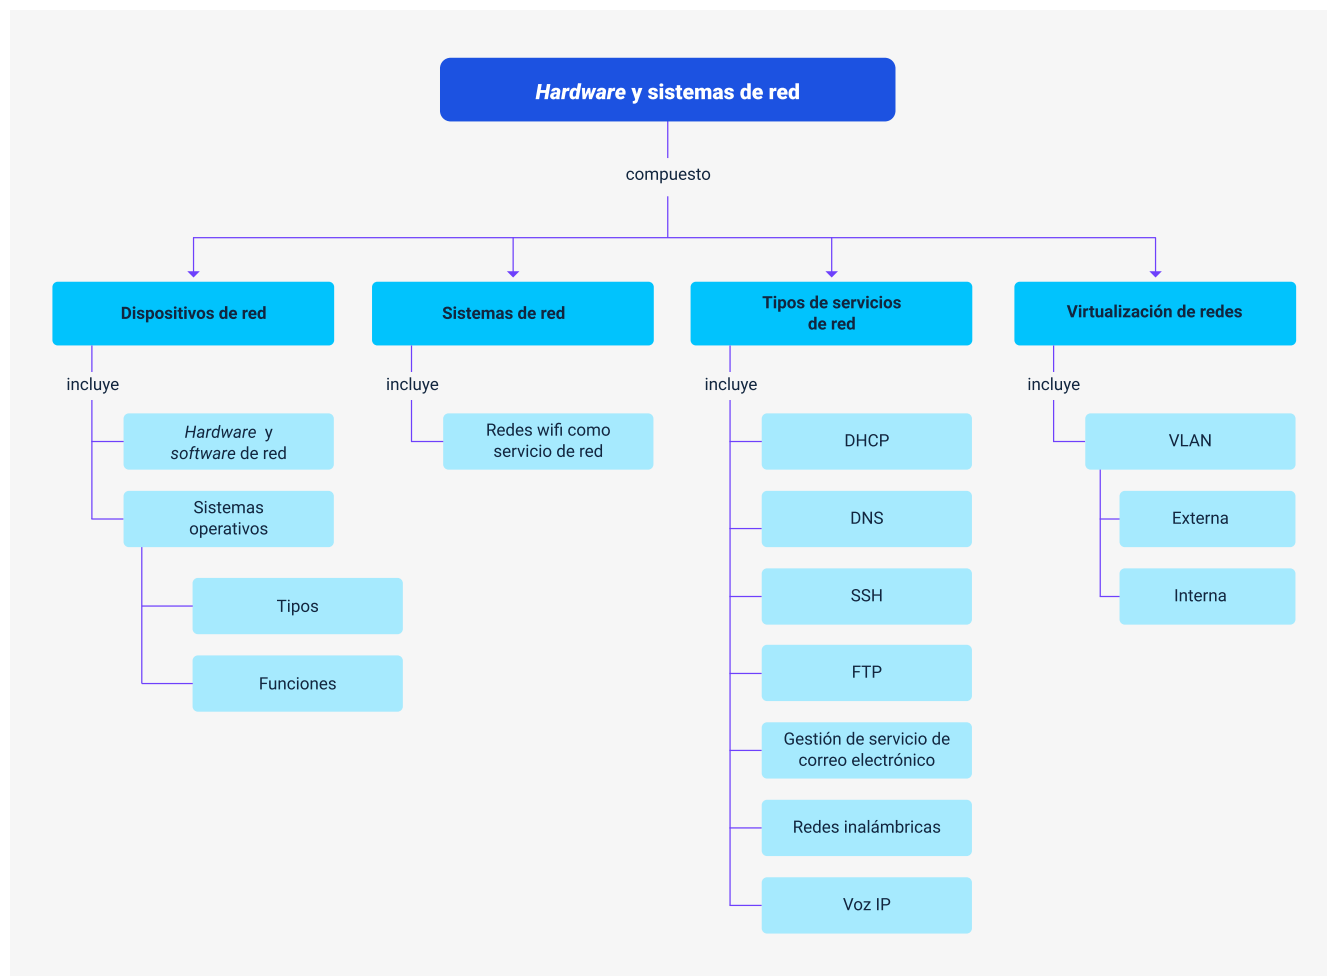 Hardware y sistemas de red
compuesto
Dispositivos de red
incluye
Hardware y
software de red
Sistemas
operativos
Tipos
Funciones
Sistemas de red
incluye
Redes wifi como
servicio de red
Tipos de servicios
de red
incluye
DHCP
DNS
SSH
FTP
Gestión de servicio de
correo electrónico
Redes inalámbricas
Voz IP
Virtualización de redes
incluye
VLAN
Externa
Interna